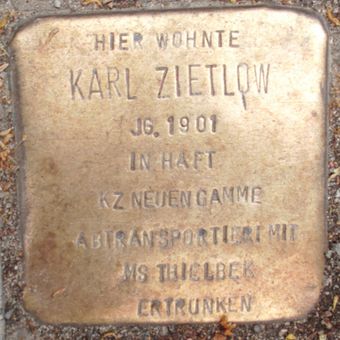 HIER WOHNTE
KARL ZIETLOW
JG. 1901
IN HAFT
KZ NEUENGAMME
ABTRANSPORTIERT MIT
MS THIELBEK
ERTRUNKEN